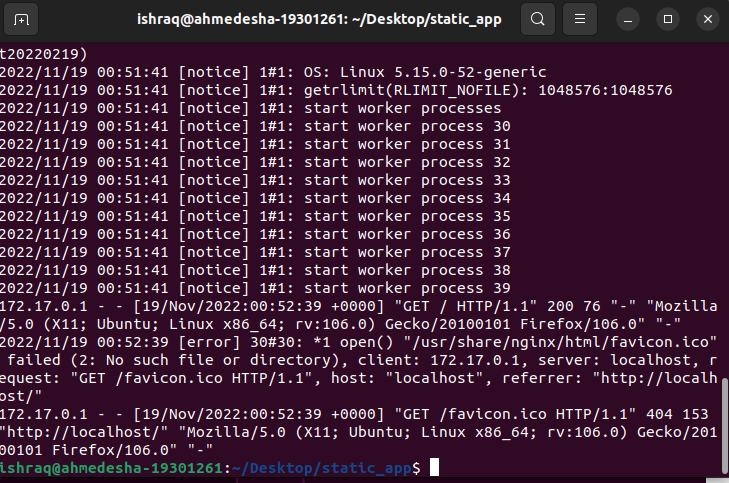 ishraq@ahmedesha-19301261: ~/Desktop/static_app
t20220219)
2022/11/19 00:51:41 [notice] 1#1: OS: Linux 5.15.0-52-generic
2022/11/19 00:51:41 [notice] 1#1: getrlimit(RLIMIT_NOFILE): 1048576:1048576
2022/11/19 00:51:41 [notice] 1#1: start worker processes
2022/11/19 00:51:41 [notice] 1#1: start worker process 30
2022/11/19 00:51:41 [notice] 1#1: start worker process 31
2022/11/19 00:51:41 [notice] 1#1: start worker process 32
2022/11/19 00:51:41 [notice] 1#1: start worker process 33
2022/11/19 00:51:41 [notice] 1#1: start worker process 34
2022/11/19 00:51:41 [notice] 1#1: start worker process 35
2022/11/19 00:51:41 [notice] 1#1: start worker process 36
2022/11/19 00:51:41 [notice] 1#1: start worker process 37
2022/11/19 00:51:41 [notice] 1#1: start worker process 38
2022/11/19 00:51:41 [notice] 1#1: start worker process 39
172.17.0.1 - - [19/Nov/2022:00:52:39 +0000] "GET / HTTP/1.1" 200 76 "-" "Mozilla
/5.0 (X11; Ubuntu; Linux x86_64; rv:106.0) Gecko/20100101 Firefox/106.0" "-"
2022/11/19 00:52:39 [error] 30#30: *1 open() "/usr/share/nginx/html/favicon.ico"
 failed (2: No such file or directory), client: 172.17.0.1, server: localhost, r
equest: "GET /favicon.ico HTTP/1.1", host: "localhost", referrer: "http://localh
ost/"
172.17.0.1 - - [19/Nov/2022:00:52:39 +0000] "GET /favicon.ico HTTP/1.1" 404 153
"http://localhost/" "Mozilla/5.0 (X11; Ubuntu; Linux x86_64; rv:106.0) Gecko/201
00101 Firefox/106.0" "-"
ishraq@ahmedesha-19301261:~/Desktop/static_app$